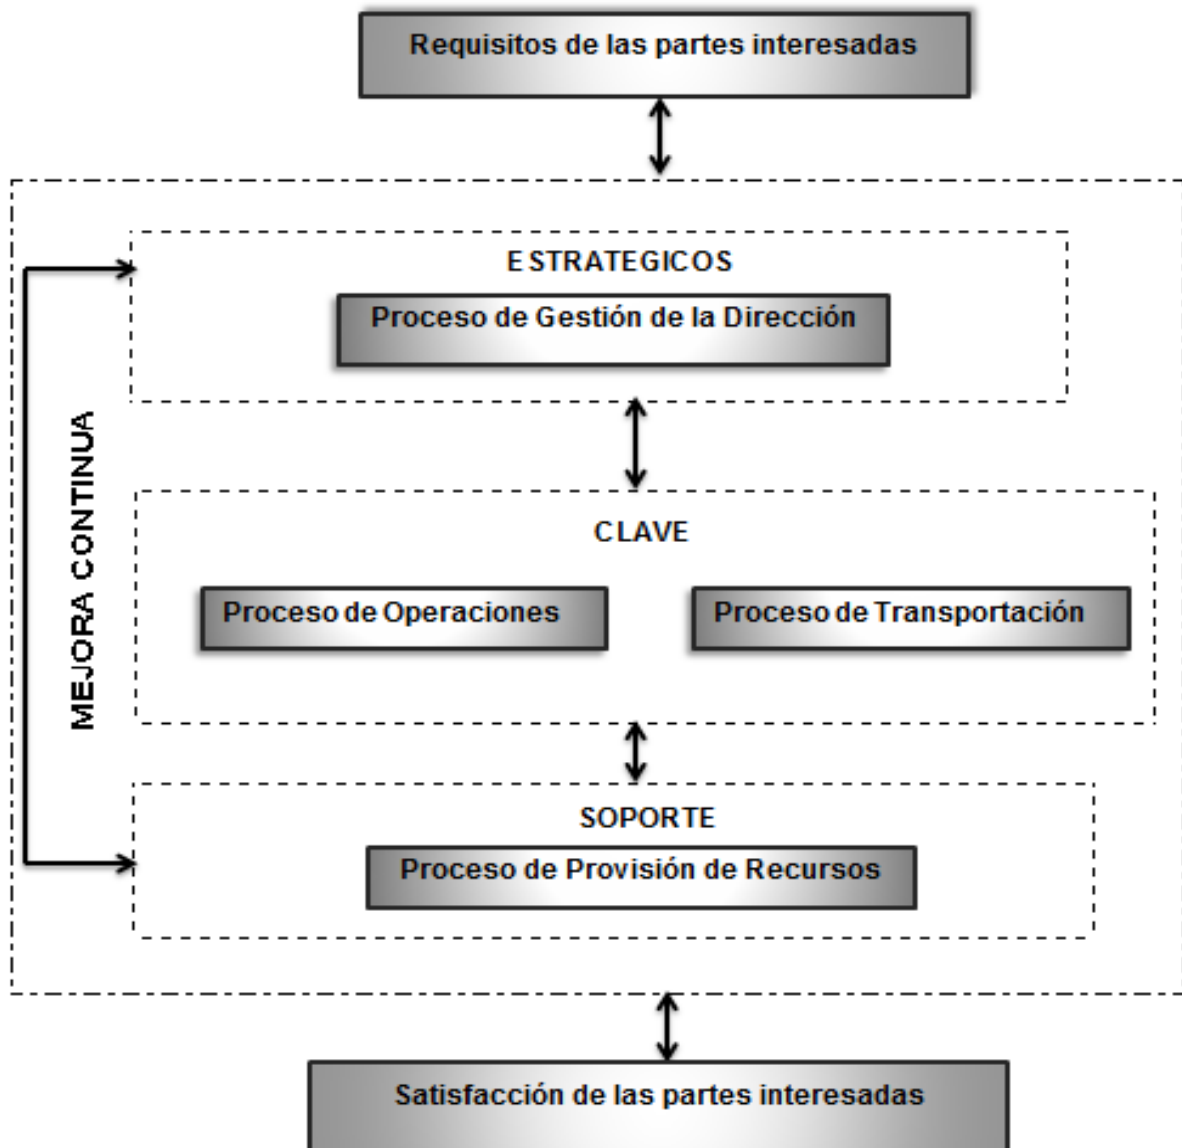 Requisitos de las partes interesadas
ESTRATEGICOS
Proceso de Gestión de la Dirección
MEJORA CONTINUA
CLAVE
Proceso de Operaciones
Proceso de Transportación
SOPORTE
Proceso de Provisión de Recursos
Satisfacción de las partes interesadas